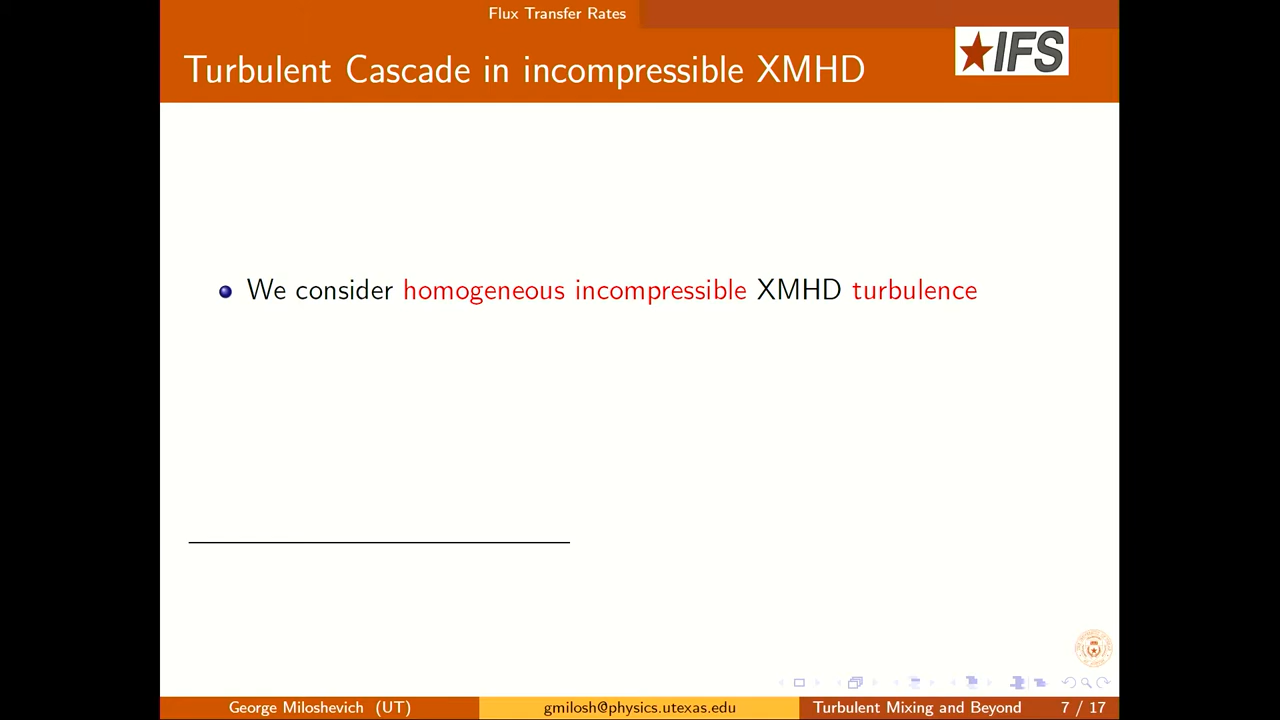 Flux Transfer Rates
Turbulent Cascade in incompressible XMHD
IFS
We consider homogeneous incompressible XMHD turbulence
George Miloshevich (UT)
gmilosh@physics.utexas.edu
Turbulent Mixing and Beyond
7 / 17